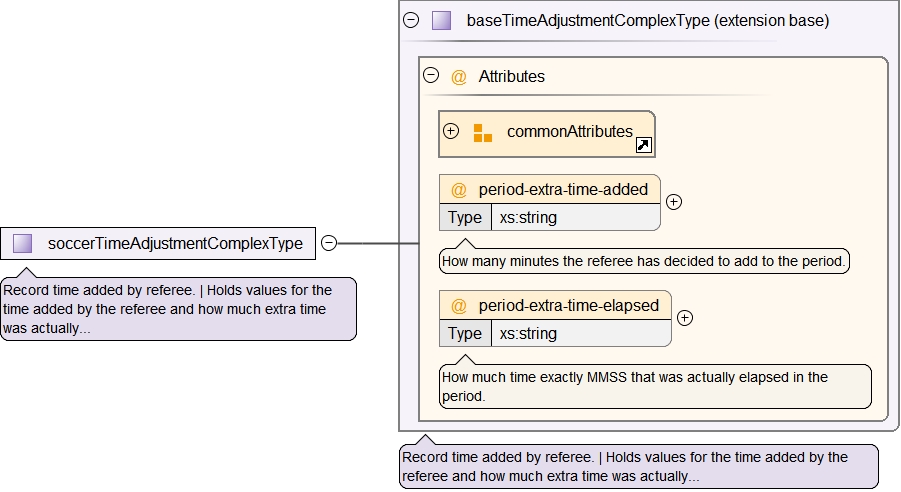 baseTimeAdjustmentComplexType (extension base)
@ Attributes
commonAttributes
@ period-extra-time-added
Type xs:string
How many minutes the referee has decided to add to the period.
soccerTimeAdjustmentComplexType
Record time added by referee. | Holds values for the
time added by the referee and how much extra time
was actually...
@ period-extra-time-elapsed
Type xs:string
How much time exactly MMSS that was actually elapsed in the
period.
Record time added by referee. | Holds values for the time added by the
referee and how much extra time was actually...